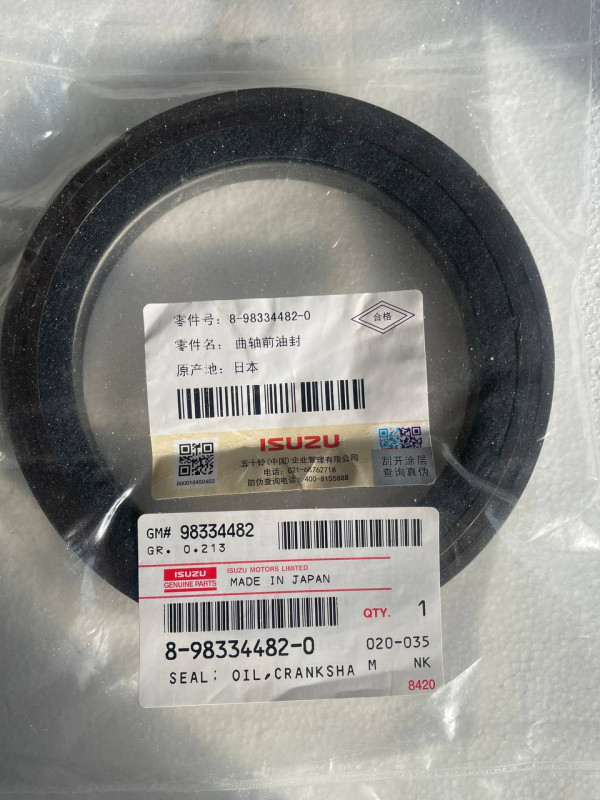 零件号: 8-98334482-0
合格
零件名: 曲轴前油封
原产地: 日本
ISUZU
五十铃(中国)企业管理有限公司
电话: 021-68762718
防伪查询电话: 400-8155888
刮开涂层
查询真伪
GM# 98334482
GR. 0.213
ISUZU
GENUINE PARTS
ISUZU MOTORS LIMITED
MADE IN JAPAN
QTY. 1
8-98334482-0 020-035
SEAL; OIL,CRANKSHA M NK
8420